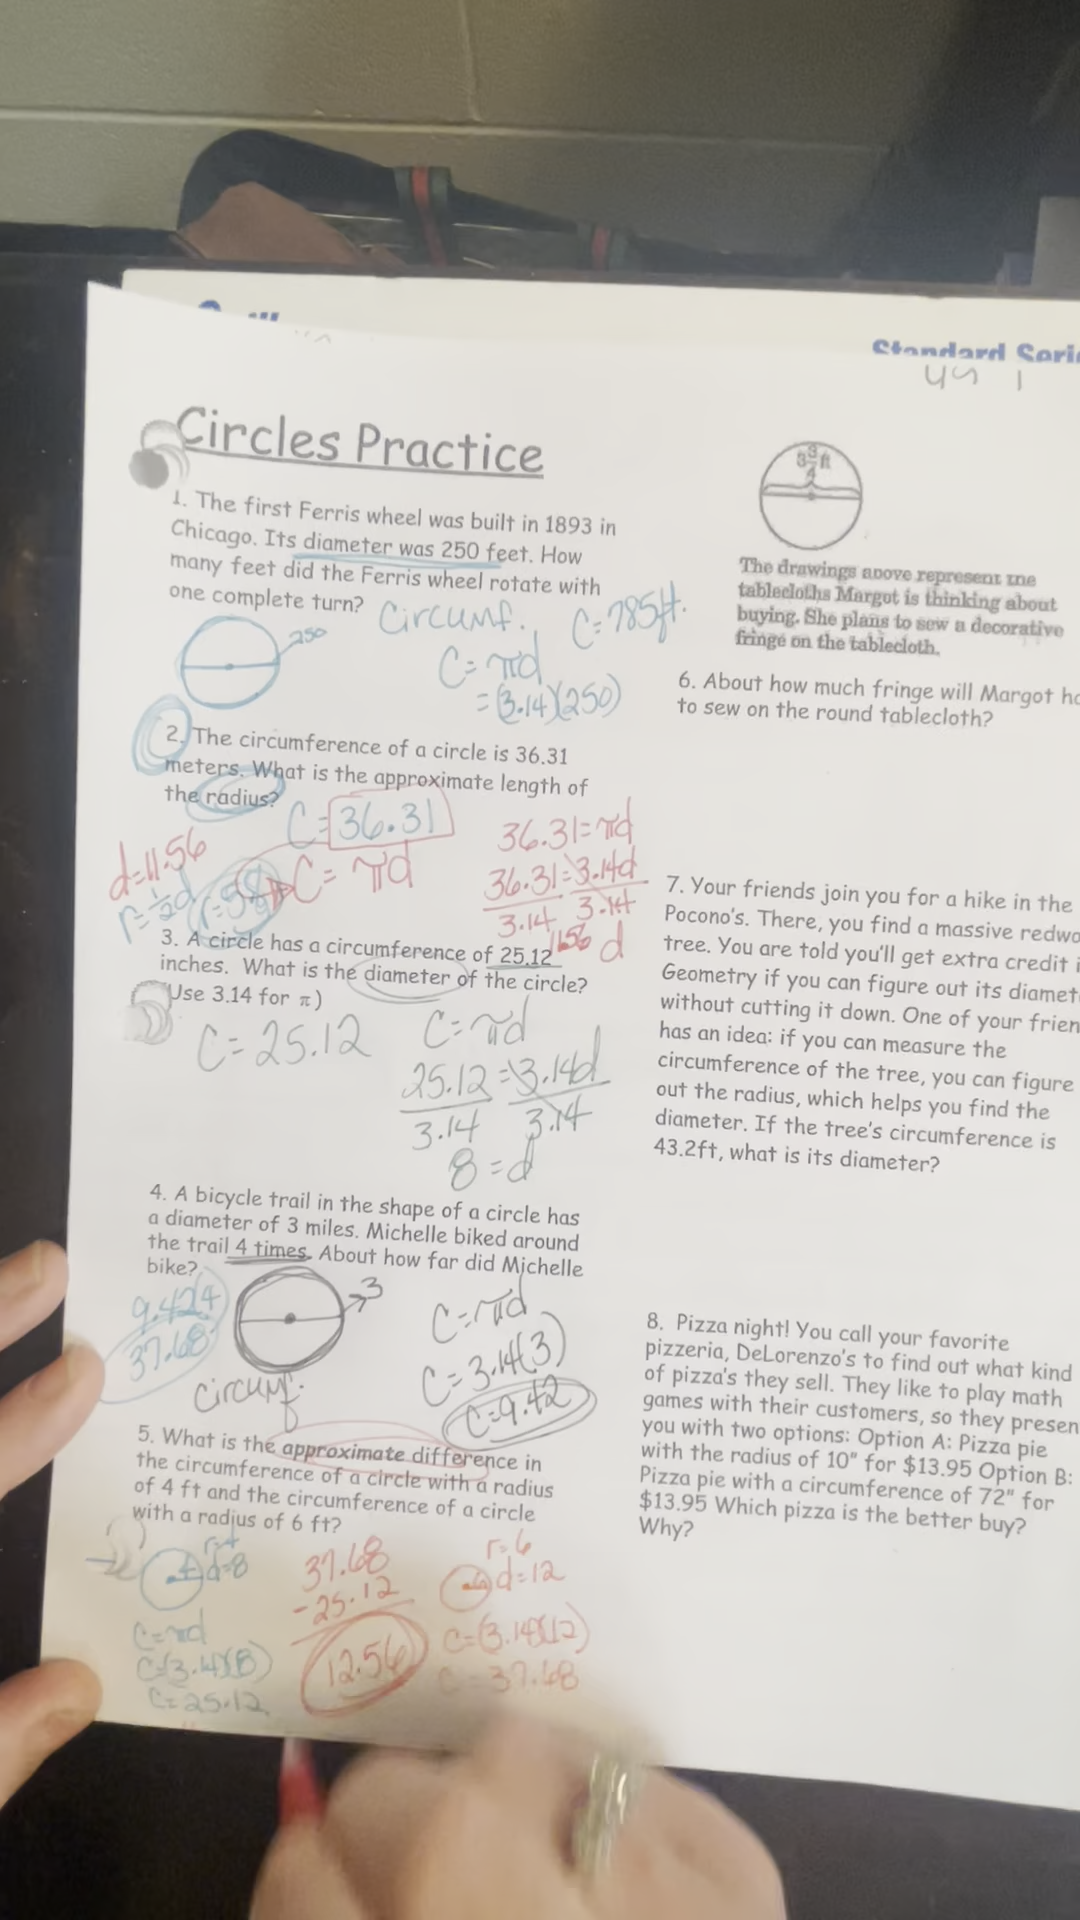 Standard Seri
Circles Practice
1. The first Ferris wheel was built in 1893 in
Chicago. Its diameter was 250 feet. How
many feet did the Ferris wheel rotate with
one complete turn?
Circumf.
C=785ft.
250
C=πd
=(3.14)(250)
2. The circumference of a circle is 36.31
meters. What is the approximate length of
the radius?
C=36.31
C=πd
d=11.56
r=½d
36.31=πd
36.31=3.14d
3.14 3.14
11.56 d
3. A circle has a circumference of 25.12
inches. What is the diameter of the circle?
Use 3.14 for π)
C=25.12
C=πd
25.12=3.14d
3.14 3.14
8=d
4. A bicycle trail in the shape of a circle has
a diameter of 3 miles. Michelle biked around
the trail 4 times. About how far did Michelle
bike?
37.68
3
Circumf.
C=πd
C=3.14(3)
C=9.42
5. What is the approximate difference in
the circumference of a circle with a radius
of 4 ft and the circumference of a circle
with a radius of 6 ft?
r=4
d=8
C=πd
C=(3.14)(8)
C=25.12
37.68
-25.12
12.56
r=6
d=12
C=(3.14)(12)
C=37.68
The drawings above represent the
tablecloths Margot is thinking about
buying. She plans to sew a decorative
fringe on the tablecloth.
6. About how much fringe will Margot ha
to sew on the round tablecloth?
7. Your friends join you for a hike in the
Pocono's. There, you find a massive redwo
tree. You are told you'll get extra credit i
Geometry if you can figure out its diamet
without cutting it down. One of your frien
has an idea: if you can measure the
circumference of the tree, you can figure
out the radius, which helps you find the
diameter. If the tree's circumference is
43.2ft, what is its diameter?
8. Pizza night! You call your favorite
pizzeria, DeLorenzo's to find out what kind
of pizza's they sell. They like to play math
games with their customers, so they presen
you with two options: Option A: Pizza pie
with the radius of 10" for $13.95 Option B:
Pizza pie with a circumference of 72" for
$13.95 Which pizza is the better buy?
Why?